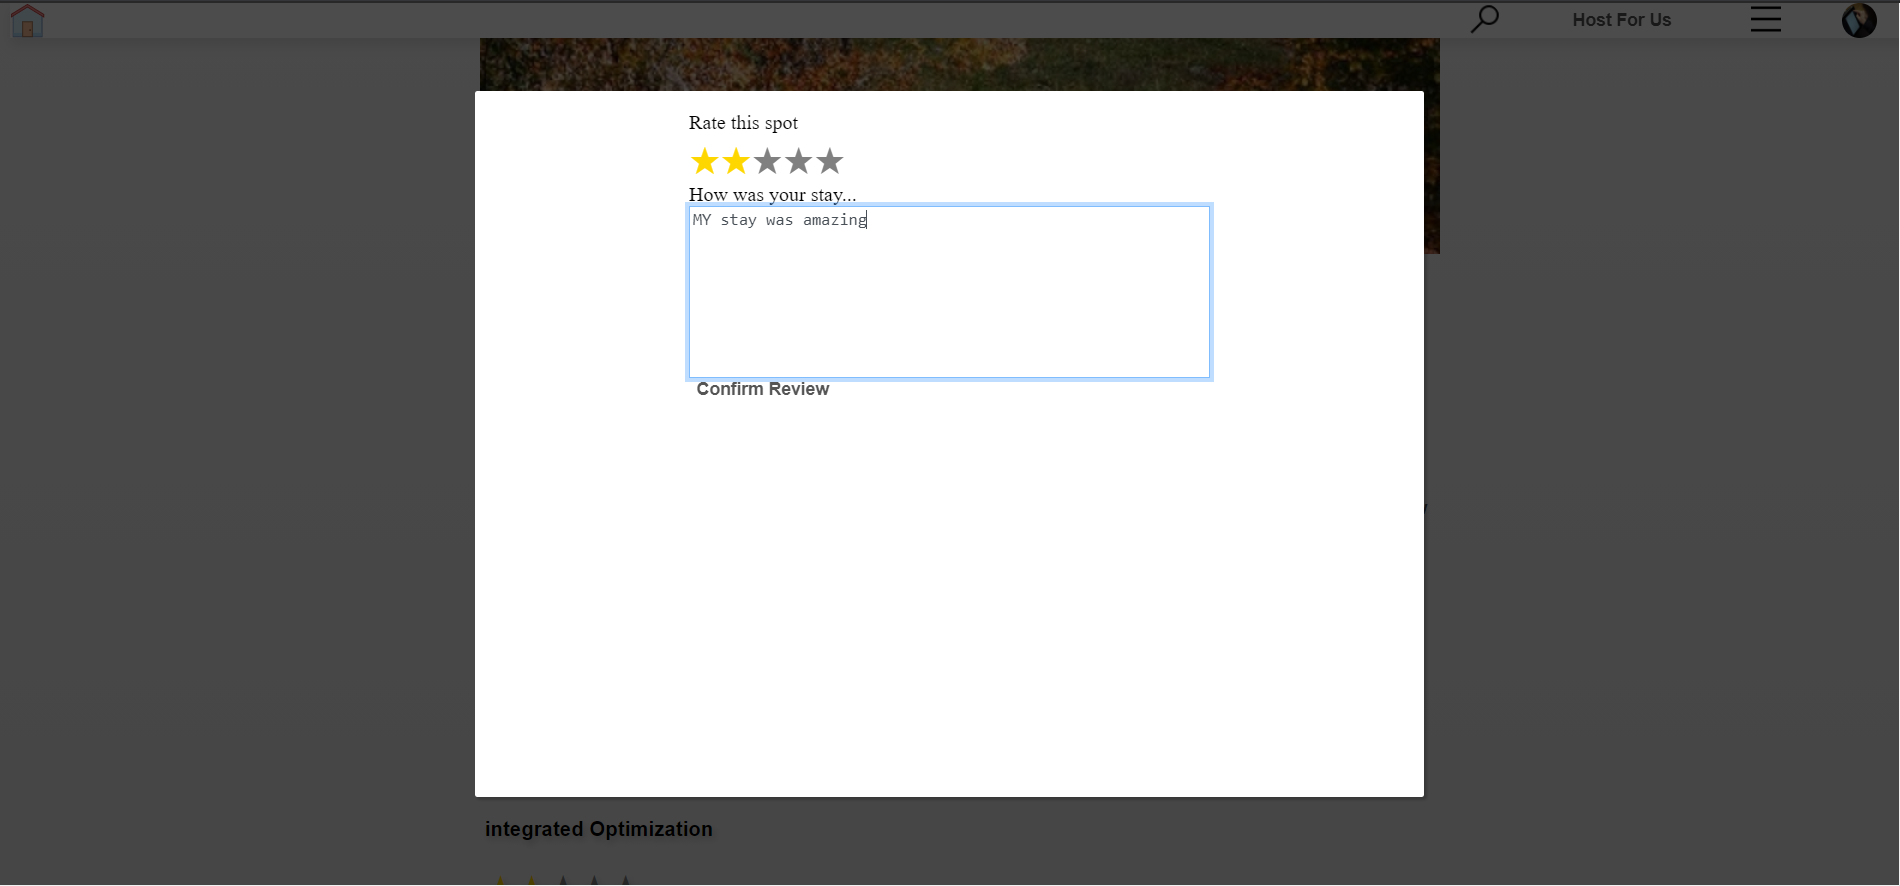 Host For Us
Rate this spot
How was your stay...
MY stay was amazing
Confirm Review
integrated Optimization